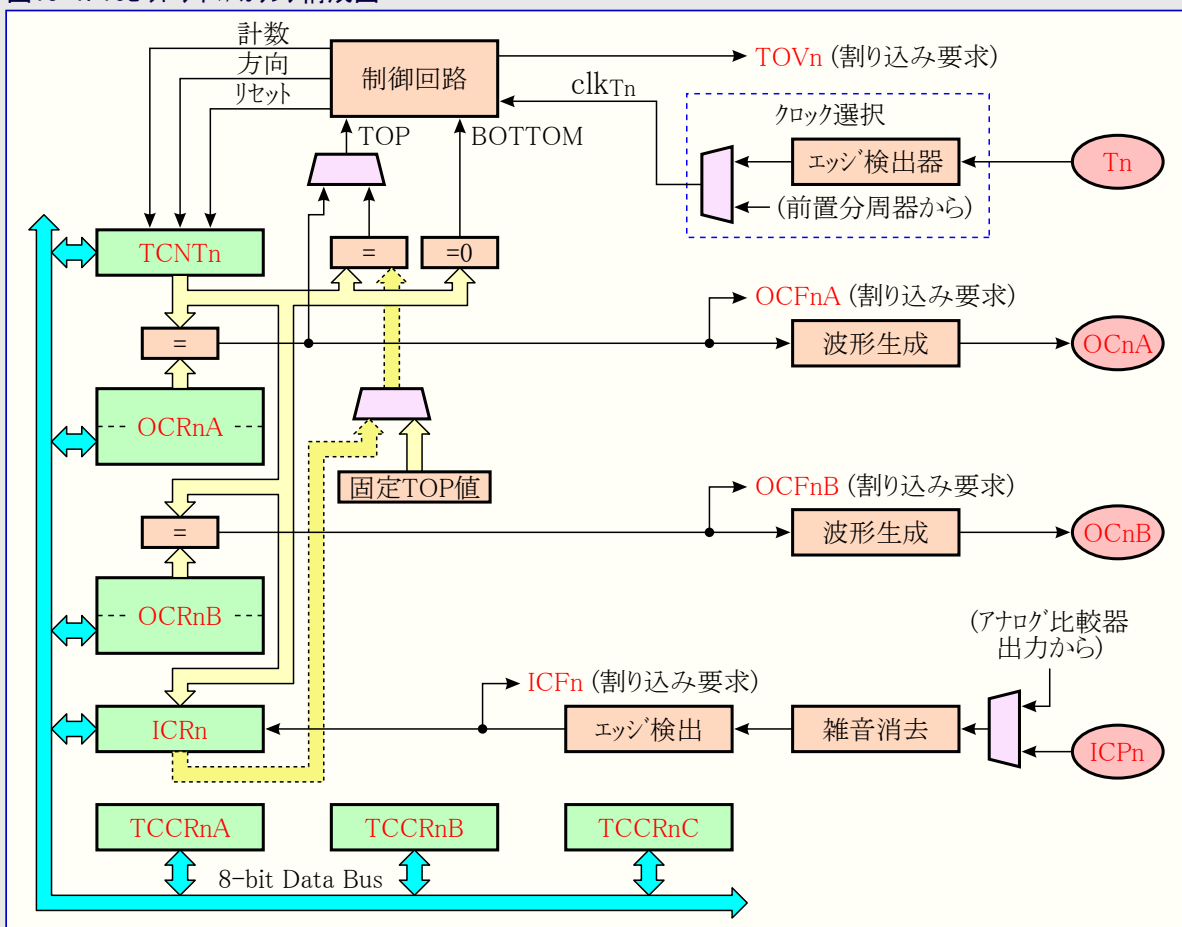 計数
方向
リセット
制御回路
TOVn (割り込み要求)
clkTn
クロック選択
エッジ検出器
Tn
(前置分周器から)
TOP
BOTTOM
TCNTn
=
=0
OCFnA (割り込み要求)
=
波形生成
OCnA
OCRnA
固定TOP値
OCFnB (割り込み要求)
=
波形生成
OCnB
OCRnB
(アナログ比較器
出力から)
ICFn (割り込み要求)
ICRn
エッジ検出
雑音消去
ICPn
TCCRnA
TCCRnB
TCCRnC
8-bit Data Bus